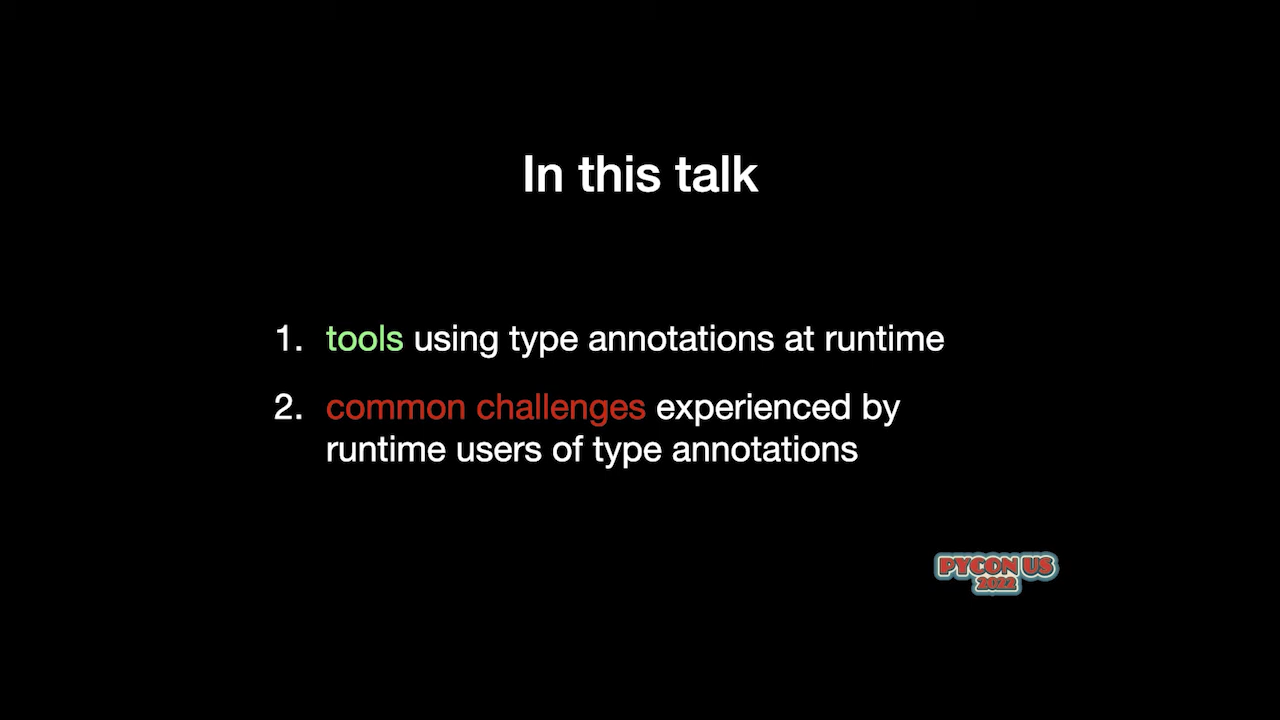 In this talk
1. tools using type annotations at runtime
2. common challenges experienced by
runtime users of type annotations
PYCON US
2022